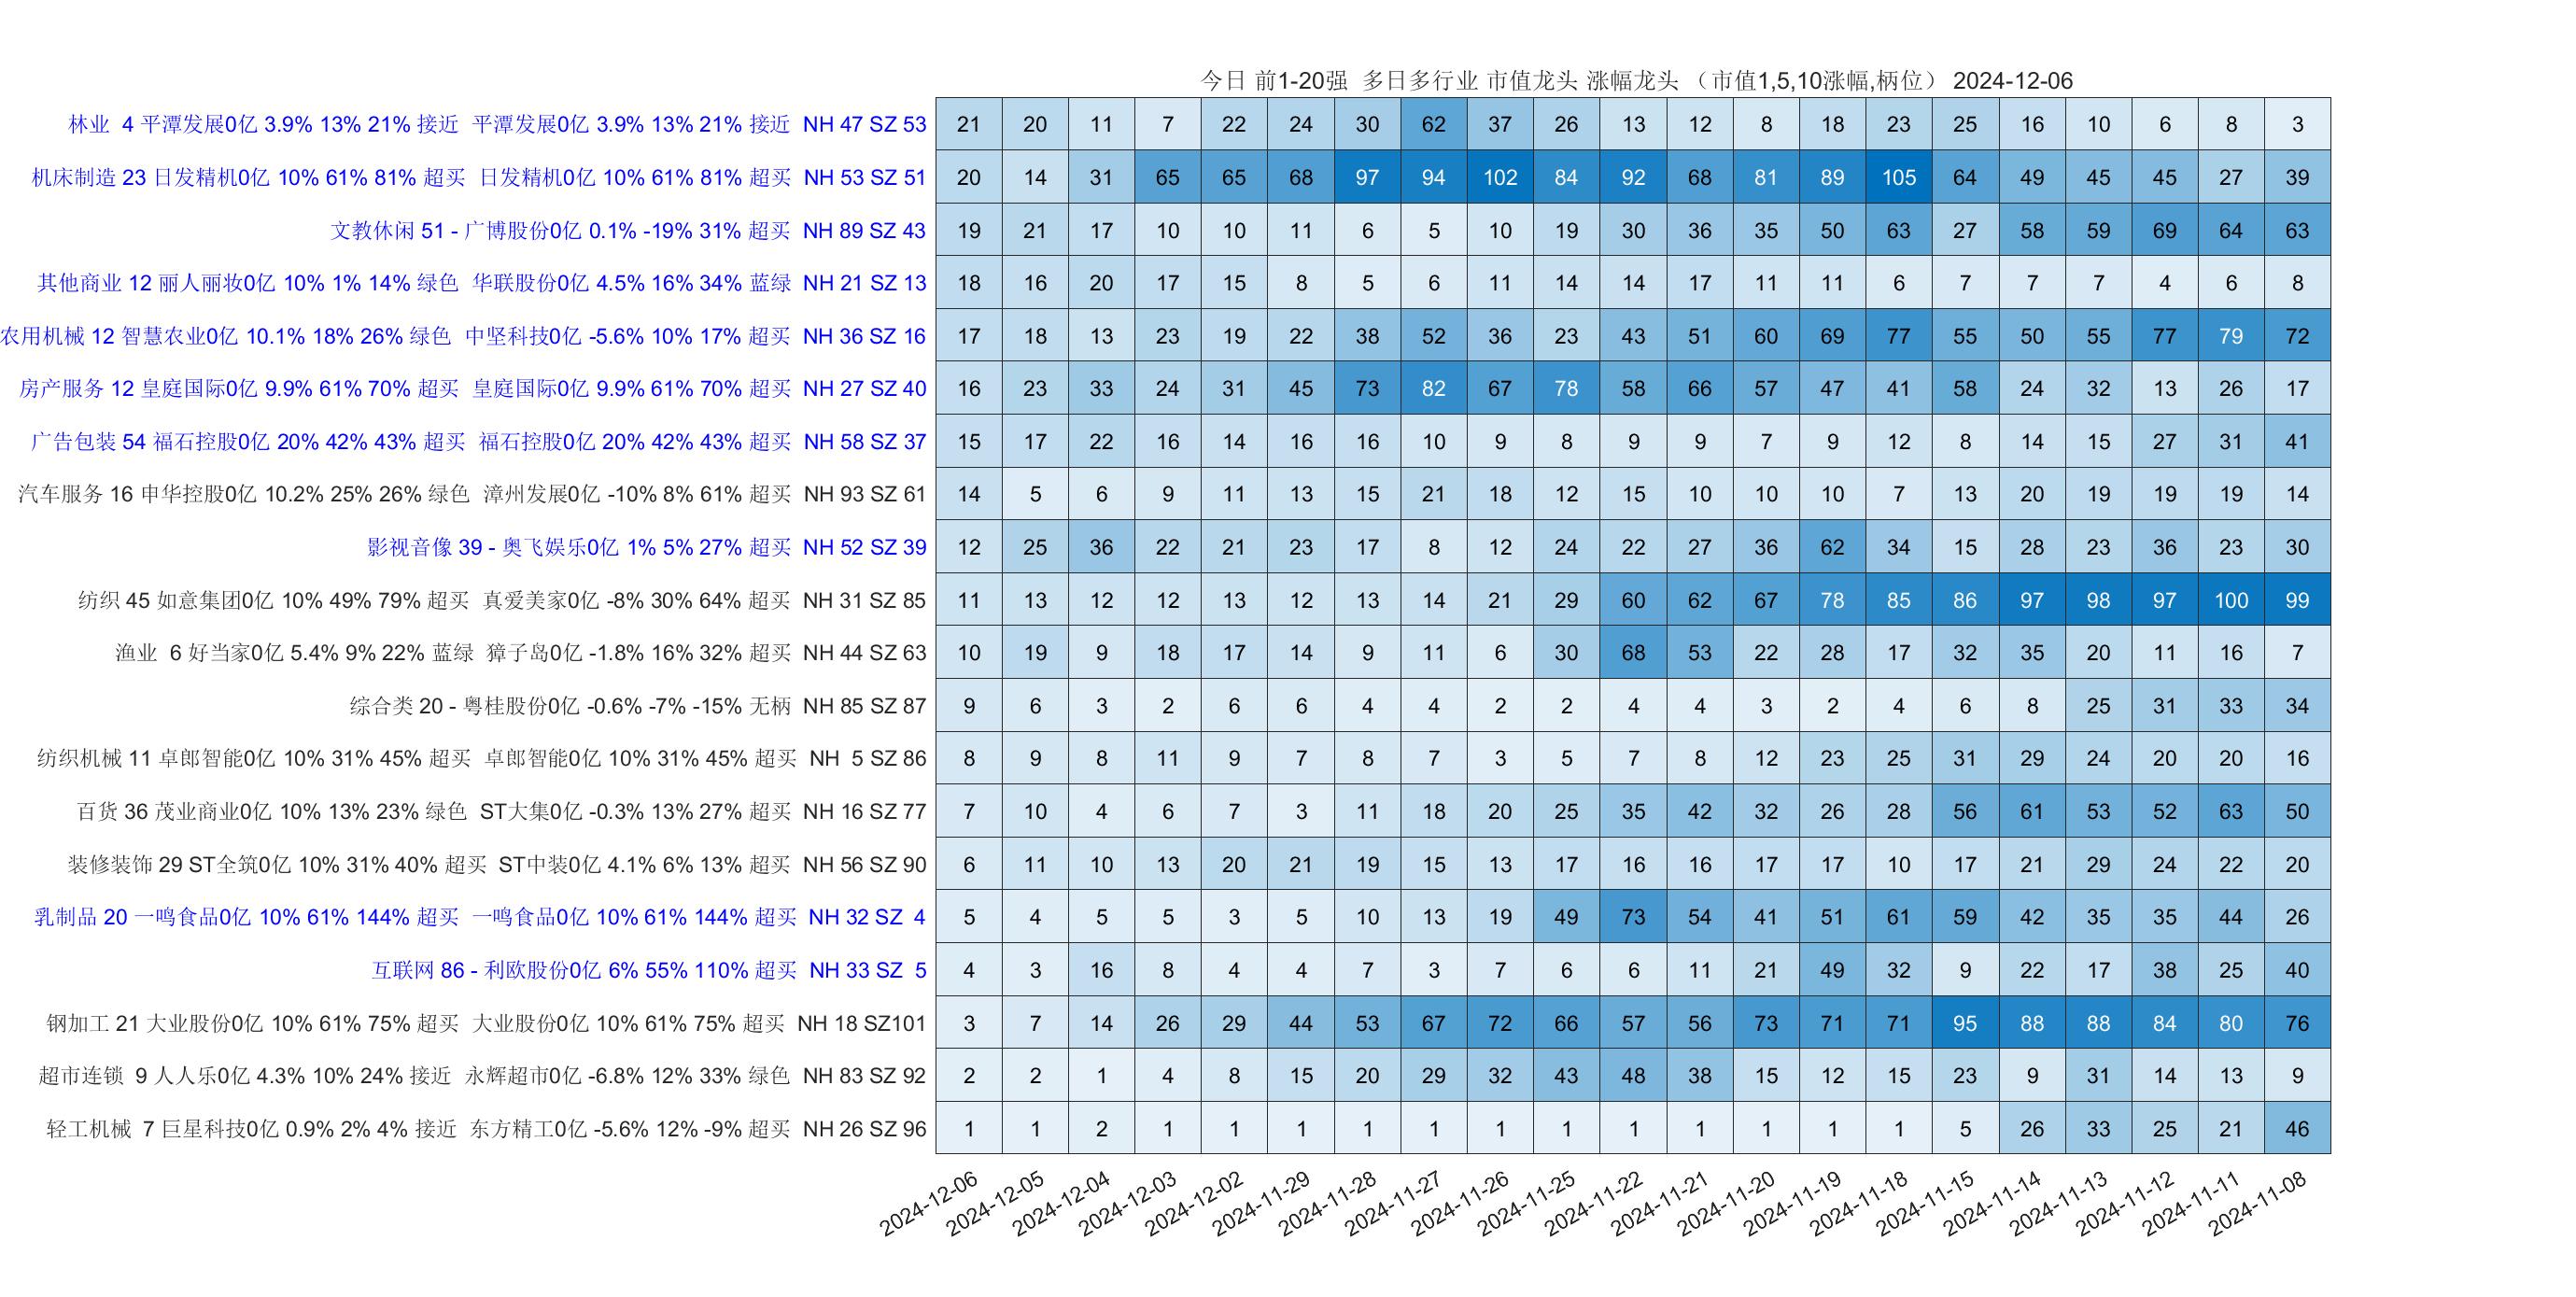 今日 前1-20强 多日多行业 市值龙头 涨幅龙头 （市值1,5,10涨幅,柄位） 2024-12-06
林业 4 平潭发展0亿 3.9% 13% 21% 接近 平潭发展0亿 3.9% 13% 21% 接近 NH 47 SZ 53 21 20 11 7 22 24 30 62 37 26 13 12 8 18 23 25 16 10 6 8 3
机床制造 23 日发精机0亿 10% 61% 81% 超买 日发精机0亿 10% 61% 81% 超买 NH 53 SZ 51 20 14 31 65 65 68 97 94 102 84 92 68 81 89 105 64 49 45 45 27 39
文教休闲 51 - 广博股份0亿 0.1% -19% 31% 超买 NH 89 SZ 43 19 21 17 10 10 11 6 5 10 19 30 36 35 50 63 27 58 59 69 64 63
其他商业 12 丽人丽妆0亿 10% 1% 14% 绿色 华联股份0亿 4.5% 16% 34% 蓝绿 NH 21 SZ 13 18 16 20 17 15 8 5 6 11 14 14 17 11 11 6 7 7 7 4 6 8
农用机械 12 智慧农业0亿 10.1% 18% 26% 绿色 中坚科技0亿 -5.6% 10% 17% 超买 NH 36 SZ 16 17 18 13 23 19 22 38 52 36 23 43 51 60 69 77 55 50 55 77 79 72
房产服务 12 皇庭国际0亿 9.9% 61% 70% 超买 皇庭国际0亿 9.9% 61% 70% 超买 NH 27 SZ 40 16 23 33 24 31 45 73 82 67 78 58 66 57 47 41 58 24 32 13 26 17
广告包装 54 福石控股0亿 20% 42% 43% 超买 福石控股0亿 20% 42% 43% 超买 NH 58 SZ 37 15 17 22 16 14 16 16 10 9 8 9 9 7 9 12 8 14 15 27 31 41
汽车服务 16 申华控股0亿 10.2% 25% 26% 绿色 漳州发展0亿 -10% 8% 61% 超买 NH 93 SZ 61 14 5 6 9 11 13 15 21 18 12 15 10 10 10 7 13 20 19 19 19 14
影视音像 39 - 奥飞娱乐0亿 1% 5% 27% 超买 NH 52 SZ 39 12 25 36 22 21 23 17 8 12 24 22 27 36 62 34 15 28 23 36 23 30
纺织 45 如意集团0亿 10% 49% 79% 超买 真爱美家0亿 -8% 30% 64% 超买 NH 31 SZ 85 11 13 12 12 13 12 13 14 21 29 60 62 67 78 85 86 97 98 97 100 99
渔业 6 好当家0亿 5.4% 9% 22% 蓝绿 獐子岛0亿 -1.8% 16% 32% 超买 NH 44 SZ 63 10 19 9 18 17 14 9 11 6 30 68 53 22 28 17 32 35 20 11 16 7
综合类 20 - 粤桂股份0亿 -0.6% -7% -15% 无柄 NH 85 SZ 87 9 6 3 2 6 6 4 4 2 2 4 4 3 2 4 6 8 25 31 33 34
纺织机械 11 卓郎智能0亿 10% 31% 45% 超买 卓郎智能0亿 10% 31% 45% 超买 NH 5 SZ 86 8 9 8 11 9 7 8 7 3 5 7 8 12 23 25 31 29 24 20 20 16
百货 36 茂业商业0亿 10% 13% 23% 绿色 ST大集0亿 -0.3% 13% 27% 超买 NH 16 SZ 77 7 10 4 6 7 3 11 18 20 25 35 42 32 26 28 56 61 53 52 63 50
装修装饰 29 ST全筑0亿 10% 31% 40% 超买 ST中装0亿 4.1% 6% 13% 超买 NH 56 SZ 90 6 11 10 13 20 21 19 15 13 17 16 16 17 17 10 17 21 29 24 22 20
乳制品 20 一鸣食品0亿 10% 61% 144% 超买 一鸣食品0亿 10% 61% 144% 超买 NH 32 SZ 4 5 4 5 5 3 5 10 13 19 49 73 54 41 51 61 59 42 35 35 44 26
互联网 86 - 利欧股份0亿 6% 55% 110% 超买 NH 33 SZ 5 4 3 16 8 4 4 7 3 7 6 6 11 21 49 32 9 22 17 38 25 40
钢加工 21 大业股份0亿 10% 61% 75% 超买 大业股份0亿 10% 61% 75% 超买 NH 18 SZ101 3 7 14 26 29 44 53 67 72 66 57 56 73 71 71 95 88 88 84 80 76
超市连锁 9 人人乐0亿 4.3% 10% 24% 接近 永辉超市0亿 -6.8% 12% 33% 绿色 NH 83 SZ 92 2 2 1 4 8 15 20 29 32 43 48 38 15 12 15 23 9 31 14 13 9
轻工机械 7 巨星科技0亿 0.9% 2% 4% 接近 东方精工0亿 -5.6% 12% -9% 超买 NH 26 SZ 96 1 1 2 1 1 1 1 1 1 1 1 1 1 1 1 5 26 33 25 21 46
2024-12-06 2024-12-05 2024-12-04 2024-12-03 2024-12-02 2024-11-29 2024-11-28 2024-11-27 2024-11-26 2024-11-25 2024-11-22 2024-11-21 2024-11-20 2024-11-19 2024-11-18 2024-11-15 2024-11-14 2024-11-13 2024-11-12 2024-11-11 2024-11-08